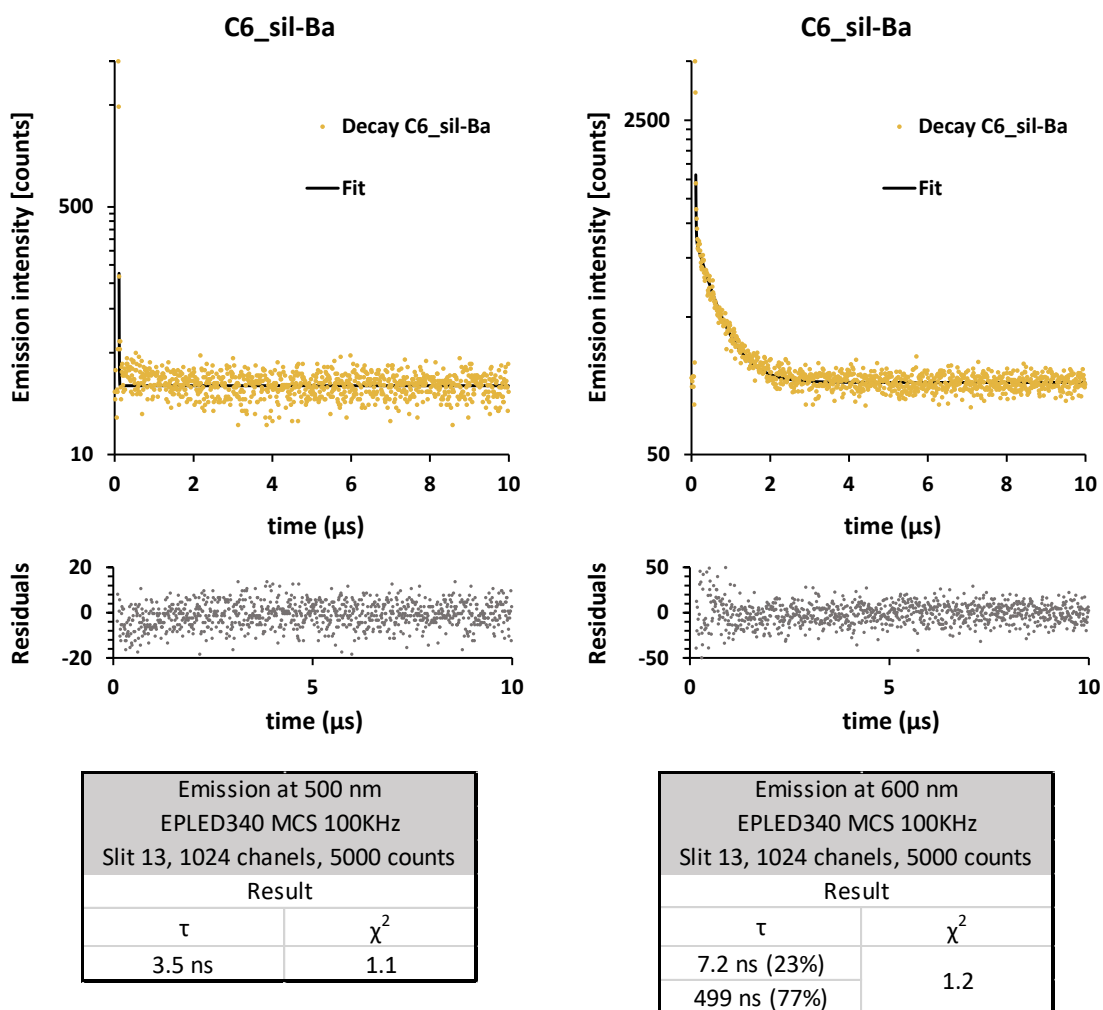 C6_sil-Ba
Emission intensity [counts]
500
10
Decay C6_sil-Ba
Fit
0 2 4 6 8 10
time (μs)
Residuals
20
0
-20
0 5 10
time (μs)
Emission at 500 nm
EPLED340 MCS 100KHz
Slit 13, 1024 chanels, 5000 counts
Result
τ χ²
3.5 ns 1.1
C6_sil-Ba
Emission intensity [counts]
2500
50
Decay C6_sil-Ba
Fit
0 2 4 6 8 10
time (μs)
Residuals
50
0
-50
0 5 10
time (μs)
Emission at 600 nm
EPLED340 MCS 100KHz
Slit 13, 1024 chanels, 5000 counts
Result
τ χ²
7.2 ns (23%)
1.2
499 ns (77%)